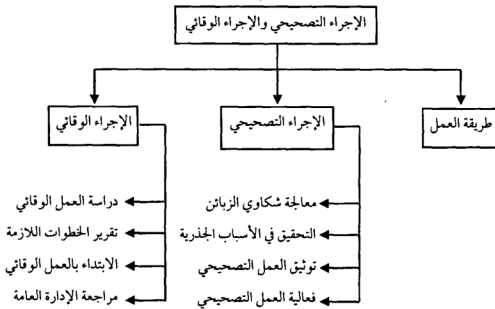 الإجراء التصحيحي والإجراء الوقائي
طريقة العمل
الإجراء التصحيحي
الإجراء الوقائي
معالجة شكاوي الزبائن
التحقيق في الأسباب الجذرية
توثيق العمل التصحيحي
فعالية العمل التصحيحي
دراسة العمل الوقائي
تقرير الخطوات اللازمة
الابتداء بالعمل الوقائي
مراجعة الإدارة العامة